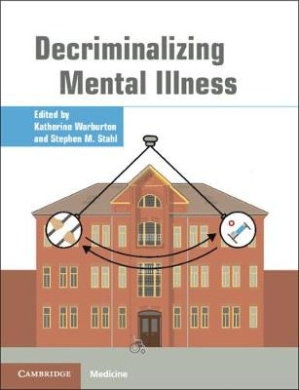 Decriminalizing
Mental Illness
Edited by
Katherine Warburton
and Stephen M. Stahl
CAMBRIDGE
Medicine